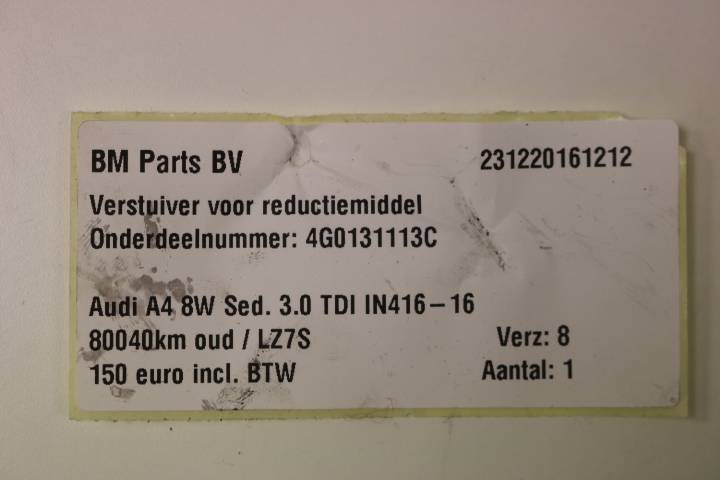 BM Parts BV 231220161212
Verstuiver voor reductiemiddel
Onderdeelnummer: 4G0131113C
Audi A4 8W Sed. 3.0 TDI IN416-16
80040km oud / LZ7S Verz: 8
150 euro incl. BTW Aantal: 1